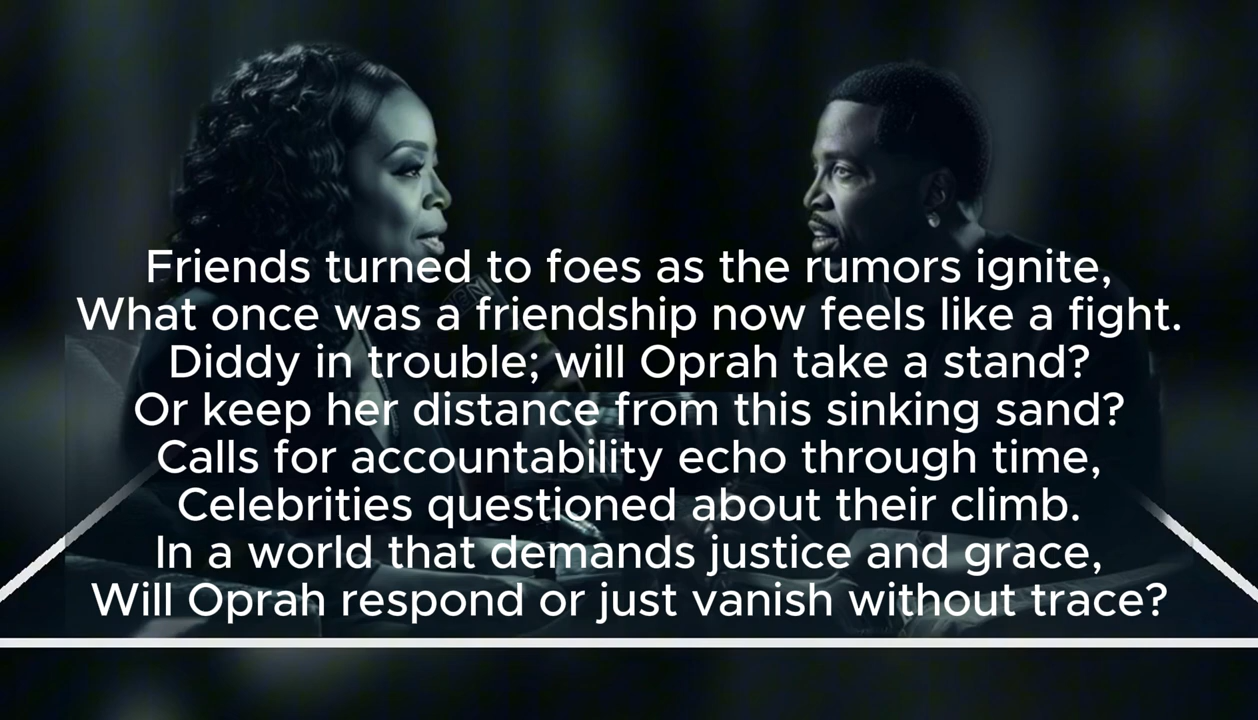 Friends turned to foes as the rumors ignite,
What once was a friendship now feels like a fight.
Diddy in trouble; will Oprah take a stand?
Or keep her distance from this sinking sand?
Calls for accountability echo through time,
Celebrities questioned about their climb.
In a world that demands justice and grace,
Will Oprah respond or just vanish without trace?